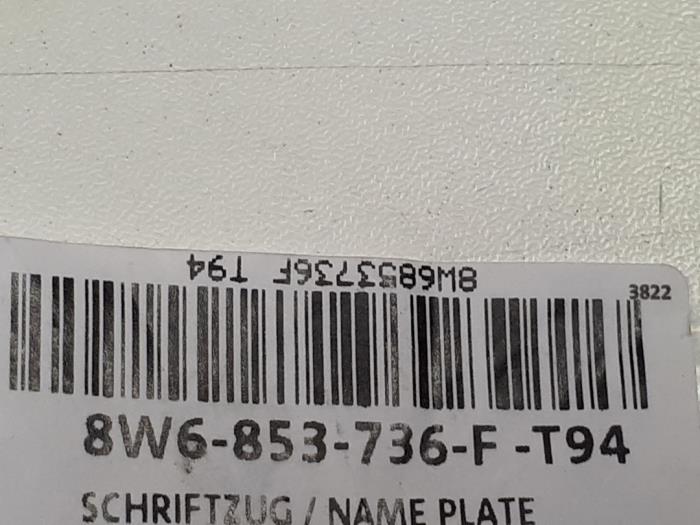 8W6853736F T94
3822
8W6-853-736-F -T94
SCHRIFTZUG / NAME PLATE